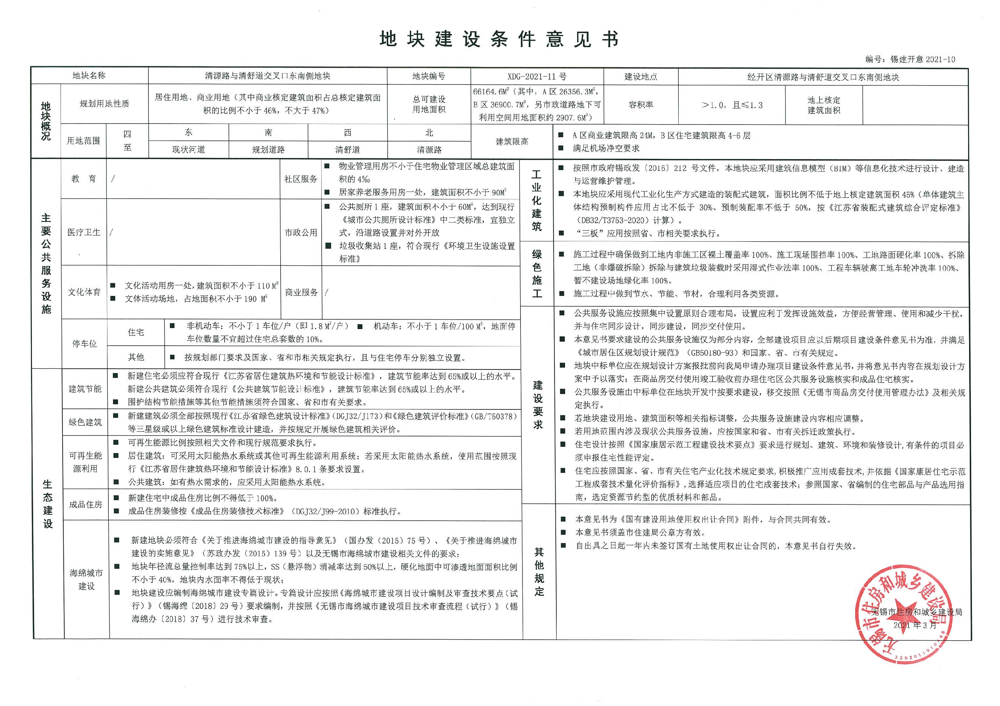 地块建设条件意见书
编号：锡建开意 2021-10
地块名称
清源路与清舒道交叉口东南侧地块
地块编号
XDG-2021-11 号
建设地点
经开区清源路与清舒道交叉口东南侧地块
地块概况
规划用地性质
居住用地、商业用地（其中商业核定建筑面积占总核定建筑面
积的比例不小于 46%，不大于 47%）
总可建设
用地面积
66164.6M²（其中，A 区 26356.3M²，
B 区 36900.7M²，另市政道路地下可
利用空间用地面积约 2907.6M²）
容积率
＞1.0，且≤1.3
地上核定
建筑面积
用地范围
四
至
东
南
西
北
现状河道
规划道路
清舒道
清源路
建筑限高
■ A 区商业建筑限高 24M，B 区住宅建筑限高 4-6 层
■ 满足机场净空要求
主要公共服务设施
教　育
/
社区服务
■ 物业管理用房不小于住宅物业管理区域总建筑面
积的 4‰
■ 居家养老服务用房一处，建筑面积不小于 90M²
医疗卫生
/
市政公用
■ 公共厕所 1 座，建筑面积不小于 60M²，达到现行
《城市公共厕所设计标准》中二类标准，宜独立
式，沿道路设置并对外开放
■ 垃圾收集站 1 座，符合现行《环境卫生设施设置
标准》
文化体育
■ 文化活动用房一处,建筑面积不小于 110 M²
■ 文体活动场地，占地面积不小于 190 M²
商业服务
/
停车位
住宅
■ 非机动车：不小于 1 车位/户（即 1.8 M²/户） ■ 机动车：不小于 1 车位/100 M²，地面停
车位数量不宜超过住宅总套数的 10%。
其他
■ 按规划部门要求及国家、省和市相关规定执行，且与住宅停车分别独立设置。
生态建设
建筑节能
■ 新建住宅必须应符合现行《江苏省居住建筑热环境和节能设计标准》，建筑节能率达到 65%或以上的水平。
新建公共建筑必须符合现行《公共建筑节能设计标准》，建筑节能率达到 65%或以上的水平。
■ 围护结构节能措施等其他节能措施须符合国家、省和市有关要求。
绿色建筑
■ 新建建筑必须全部按照现行《江苏省绿色建筑设计标准》（DGJ32/J173）和《绿色建筑评价标准》（GB/T50378）
等三星级或以上绿色建筑标准设计建造，并按规定开展绿色建筑相关评价。
可再生能
源利用
■ 可再生能源比例按照相关文件和现行规范要求执行。
■ 居住建筑：可采用太阳能热水系统或其他可再生能源利用系统；若采用太阳能热水系统，使用范围按照现
行《江苏省居住建筑热环境和节能设计标准》8.0.1 条要求设置。
■ 公共建筑：如有热水需求的，应采用太阳能热水系统。
成品住房
■ 新建住宅中成品住房比例不得低于 100%。
■ 成品住房装修按《成品住房装修技术标准》（DGJ32/J99-2010）标准执行。
海绵城市
建设
■ 新建地块必须符合《关于推进海绵城市建设的指导意见》（国办发〔2015〕75 号）、《关于推进海绵城市
建设的实施意见》（苏政办发〔2015〕139 号）以及无锡市海绵城市建设相关文件的要求；
■ 地块年径流总量控制率达到 75%以上，SS（悬浮物）消减率达到 50%以上，硬化地面中可渗透地面面积比例
不小于 40%，地块内水面率不得低于现状；
■ 地块建设应编制海绵城市建设专篇设计。专篇设计应按照《海绵城市建设项目设计编制及审查技术要点（试
行）》（锡海绵〔2018〕29 号）要求编制，并按照《无锡市海绵城市建设项目技术审查流程（试行）》（锡
海绵办〔2018〕37 号）进行技术审查。
工业化建筑
■ 按照市政府锡政发〔2016〕212 号文件，本地块应采用建筑信息模型（BIM）等信息化技术进行设计、建造
与运营维护管理。
■ 本地块应采用现代工业化生产方式建造的装配式建筑，面积比例不低于地上核定建筑面积 45%（单体建筑主
体结构预制构件应用占比不低于 30%、预制装配率不低于 50%，按《江苏省装配式建筑综合评定标准》
（DB32/T3753-2020）计算）。
■ “三板”应用按照省、市相关要求执行。
绿色施工
■ 施工过程中确保做到工地内非施工区裸土覆盖率 100%、施工现场围挡率 100%、工地路面硬化率 100%、拆除
工地（非爆破拆除）拆除与建筑垃圾装载时采用湿式作业法率 100%、工程车辆驶离工地车轮冲洗率 100%、
暂不建设场地绿化率 100%。
■ 施工过程中做到节水、节能、节材，合理利用各类资源。
建设要求
■ 公共服务设施应按照集中设置原则合理布局，设置应利于发挥设施效益，方便经营管理、使用和减少干扰，
并与住宅同步设计，同步建设，同步交付使用。
■ 本意见书要求建设的公共服务设施仅为部分内容，全部建设项目应以后期项目建设条件意见书为准，并满足
《城市居住区规划设计规范》（GB50180-93）和国家、省、市有关规定。
■ 地块中标单位应在规划设计方案报批前向我局申请办理项目建设条件意见书，并将意见书内容在规划设计方
案中予以落实；在商品房交付使用竣工验收前办理住宅区公共服务设施核实和成品住宅核实。
■ 公共服务设施由中标单位在地块开发中按要求建设，移交按照《无锡市商品房交付使用管理办法》及相关规
定执行。
■ 若地块建设用地、建筑面积等相关指标调整，公共服务设施建设内容相应调整。
■ 若用地范围内涉及现状公共服务设施，应按国家和省、市有关拆迁政策执行。
■ 住宅设计按照《国家康居示范工程建设技术要点》要求进行规划、建筑、环境和装修设计,有条件的项目必
须申报住宅性能评定。
■ 住宅应按照国家、省、市有关住宅产业化技术规定要求,积极推广应用成套技术,并依据《国家康居住宅示范
工程成套技术量化评价指标》,选择适应项目的住宅成套技术；参照国家、省编制的住宅部品与产品选用指
南，选定资源节约型的优质材料和部品。
其他规定
■ 本意见书为《国有建设用地使用权出让合同》附件，与合同共同有效。
■ 本意见书须盖市住建局公章方有效。
■ 自出具之日起一年内未签订国有土地使用权出让合同的，本意见书自行失效。
无锡市住房和城乡建设局
2021 年 3 月
无锡市住房和城乡建设局
3202011910448